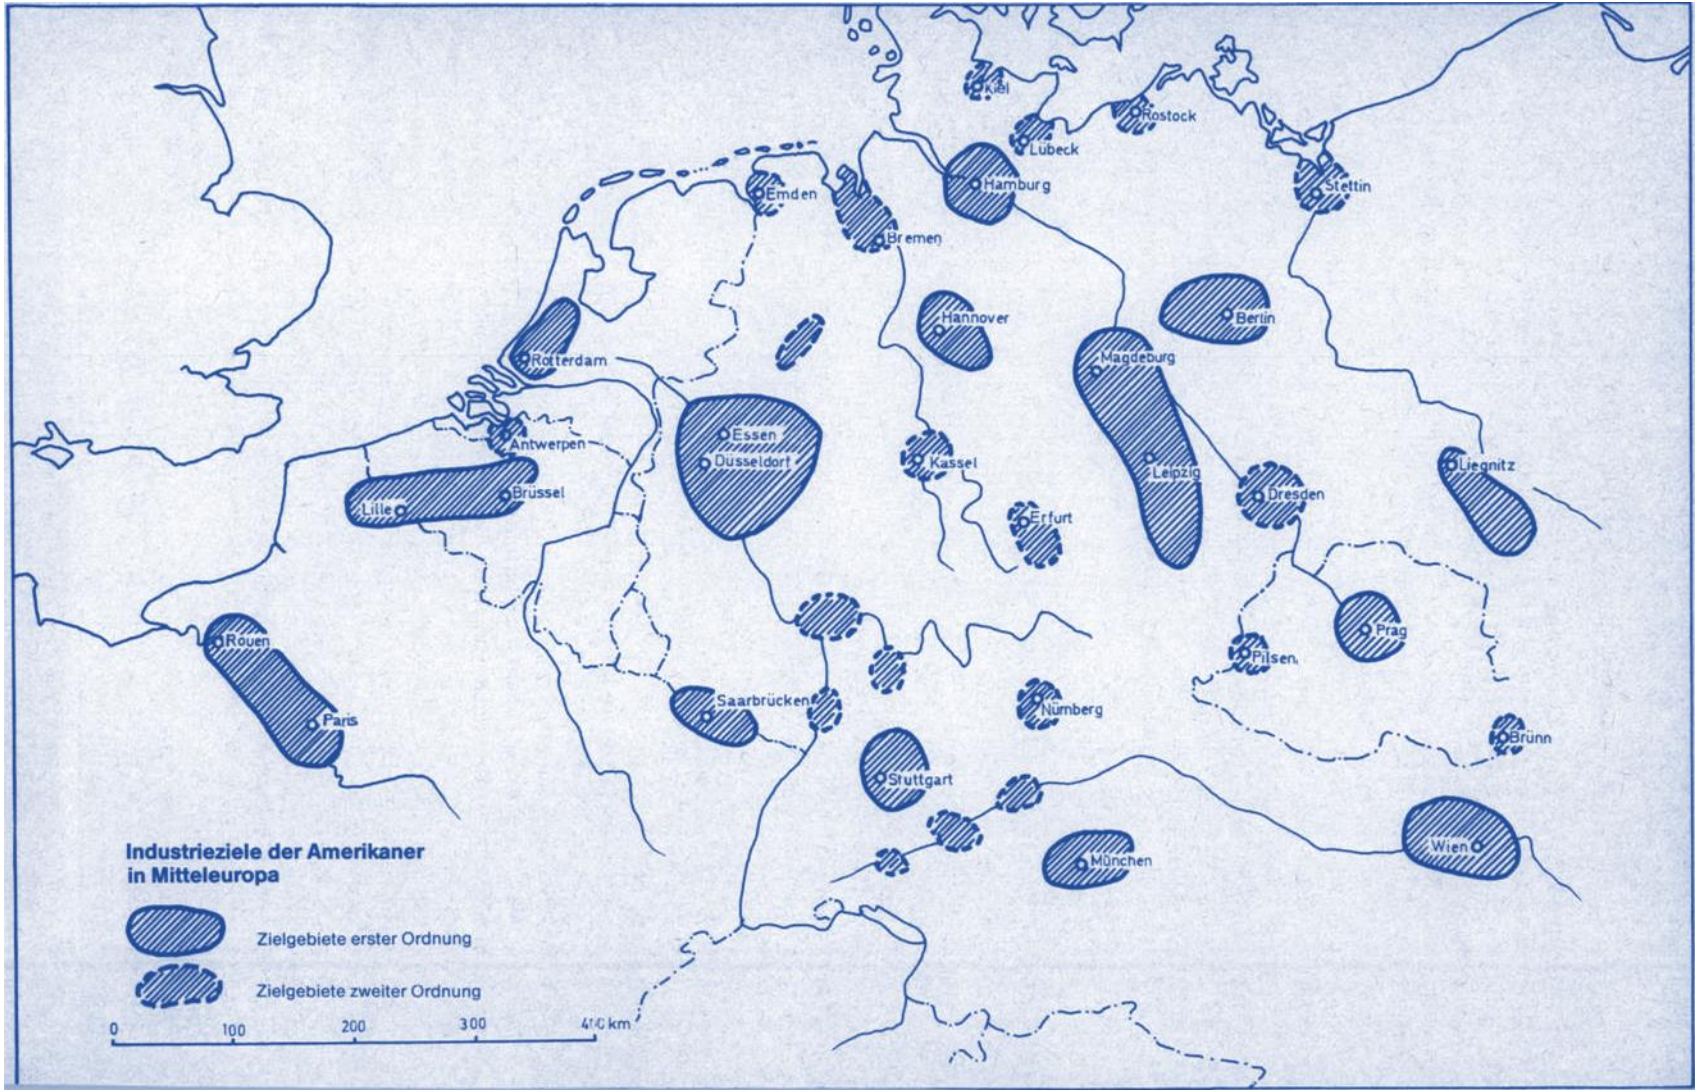 Kiel
Rostock
Lübeck
Hamburg
Stettin
Emden
Bremen
Hannover
Berlin
Rotterdam
Magdeburg
Essen
Antwerpen
Düsseldorf
Kassel
Liegnitz
Leipzig
Brüssel
Dresden
Lille
Erfurt
Rouen
Prag
Pilsen
Saarbrücken
Nürnberg
Paris
Brünn
Stuttgart
Wien
München
Industrieziele der Amerikaner
in Mitteleuropa
Zielgebiete erster Ordnung
Zielgebiete zweiter Ordnung
0 100 200 300 400 km